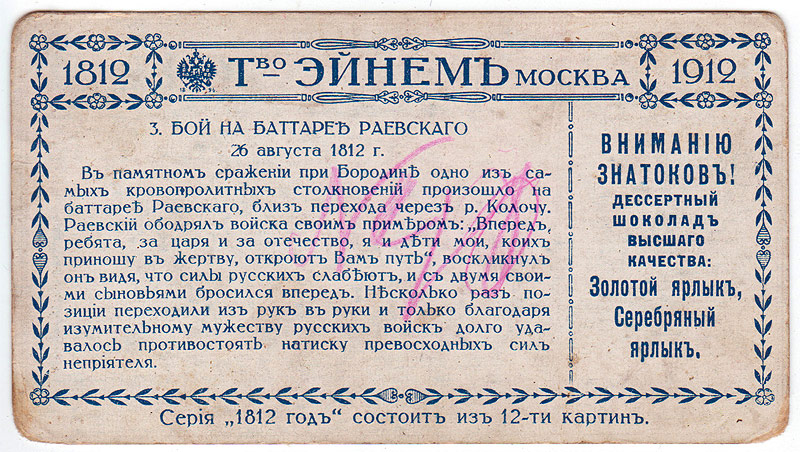 1812
Т-во ЭЙНЕМЪ МОСКВА
1912
3. БОЙ НА БАТТАРЕѢ РАЕВСКАГО
26 августа 1812 г.
Въ памятномъ сраженіи при Бородинѣ одно изъ са-
мыхъ кровопролитныхъ столкновеній произошло на
баттареѣ Раевскаго, близъ перехода черезъ р. Колочу.
Раевскій ободрялъ войска своимъ примѣромъ: „Впередъ,
ребята, за царя и за отечество, я и дѣти мои, коихъ
приношу въ жертву, откроютъ Вамъ путь", воскликнулъ
онъ видя, что силы русскихъ слабѣютъ, и съ двумя свои-
ми сыновьями бросился впередъ. Нѣсколько разъ по-
зиціи переходили изъ рукъ въ руки и только благодаря
изумительному мужеству русскихъ войскъ долго уда-
валось противостоять натиску превосходныхъ силъ
непріятеля.
ВНИМАНІЮ
ЗНАТОКОВЪ!
ДЕССЕРТНЫЙ
ШОКОЛАДЪ
ВЫСШАГО
КАЧЕСТВА:
Золотой ярлыкъ,
Серебряный
ярлыкъ.
Серія „1812 годъ" состоитъ изъ 12-ти картинъ.